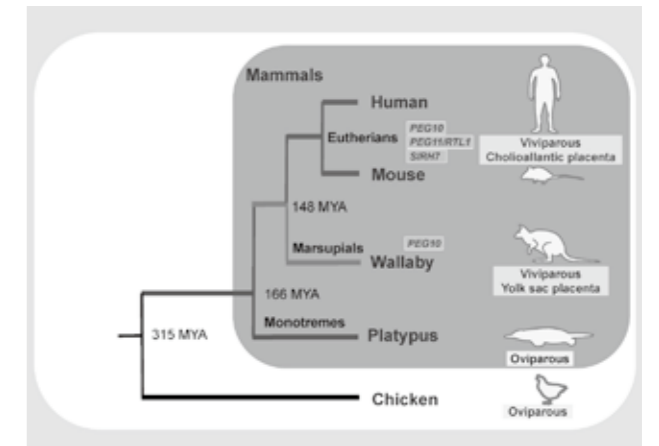 Mammals
Human
Eutherians
PEG10
PEG11/RTL1
SIRH7
Viviparous
Cholioallantic placenta
Mouse
148 MYA
Marsupials
PEG10
Wallaby
Viviparous
Yolk sac placenta
166 MYA
Monotremes
315 MYA
Platypus
Oviparous
Chicken
Oviparous